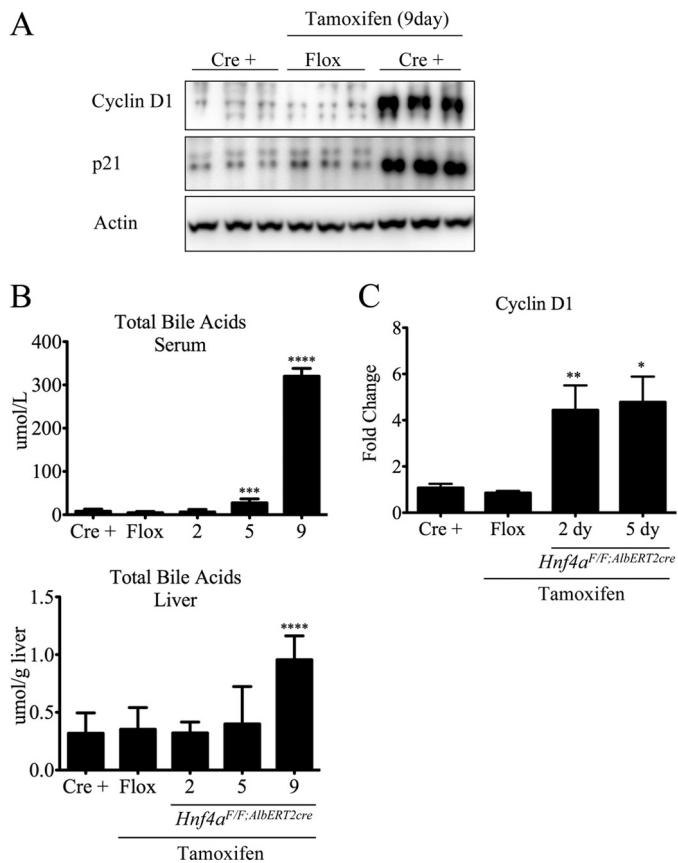 A
Tamoxifen (9day)
Cre + Flox Cre +
Cyclin D1
p21
Actin
B
Total Bile Acids
Serum
umol/L
400
300
200
100
0
***
****
Cre + Flox 2 5 9
Total Bile Acids
Liver
umol/g liver
1.5
1.0
0.5
0.0
****
Cre + Flox 2 5 9
Hnf4a^F/F;AlbERT2cre
Tamoxifen
C
Cyclin D1
Fold Change
8
6
4
2
0
** *
Cre + Flox 2 dy 5 dy
Hnf4a^F/F;AlbERT2cre
Tamoxifen